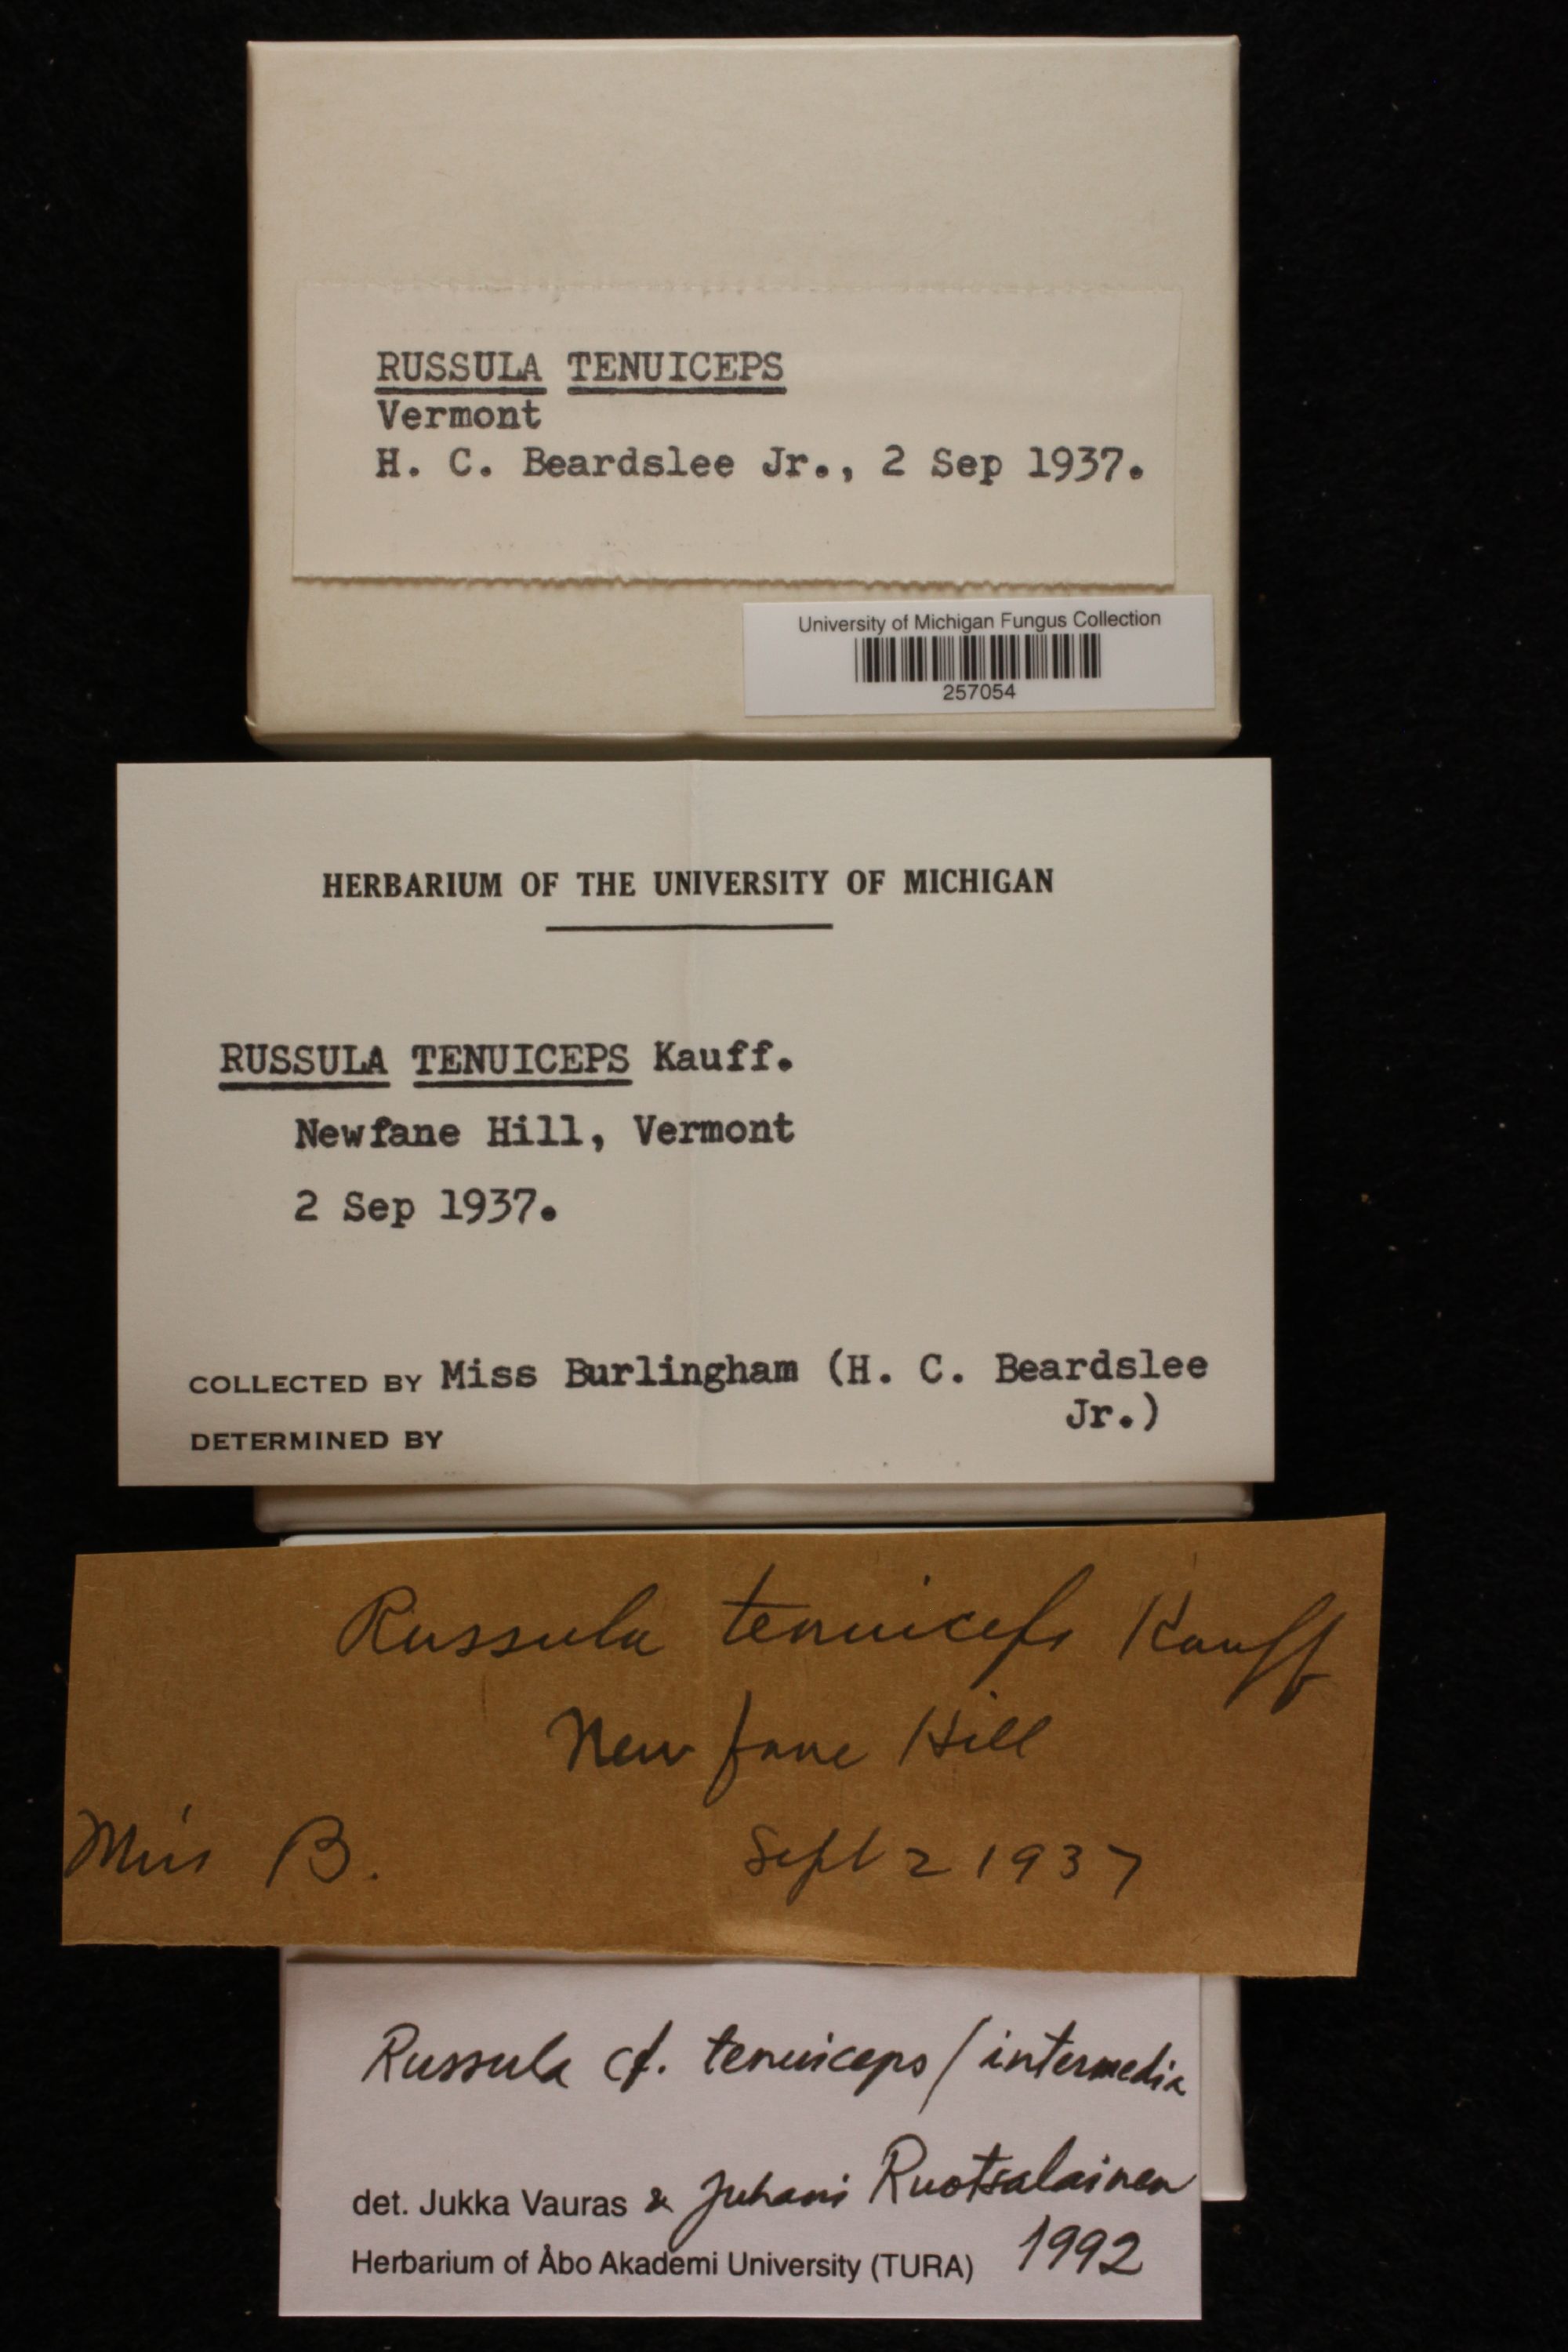 RUSSULA TENUICEPS
Vermont
H. C. Beardslee Jr., 2 Sep 1937.
University of Michigan Fungus Collection
257054
HERBARIUM OF THE UNIVERSITY OF MICHIGAN
RUSSULA TENUICEPS Kauff.
Newfane Hill, Vermont
2 Sep 1937.
COLLECTED BY Miss Burlingham (H. C. Beardslee
Jr.)
DETERMINED BY
Russula tenuiceps Kauff
Newfane Hill
Miss B. Sept 2 1937
Russula cf. tenuiceps / intermedia
det. Jukka Vauras & Juhani Ruotsalainen
Herbarium of Åbo Akademi University (TURA) 1992